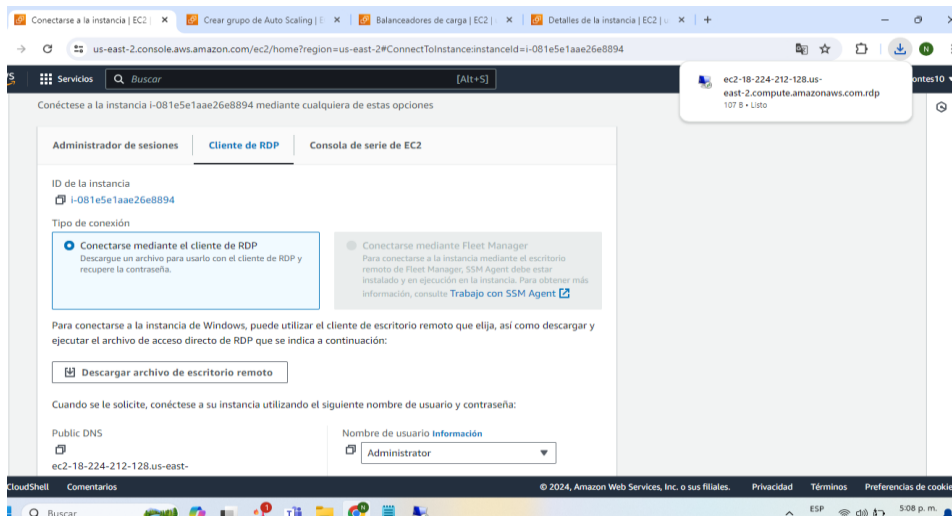 Conectarse a la instancia | EC2 |
Crear grupo de Auto Scaling | E
Balanceadores de carga | EC2 |
Detalles de la instancia | EC2 | u
us-east-2.console.aws.amazon.com/ec2/home?region=us-east-2#ConnectToInstance:instanceId=i-081e5e1aae26e8894
N
ec2-18-224-212-128.us-
east-2.compute.amazonaws.com.rdp
107 B • Listo
Servicios
Buscar
[Alt+S]
ontes10
Conéctese a la instancia i-081e5e1aae26e8894 mediante cualquiera de estas opciones
Administrador de sesiones
Cliente de RDP
Consola de serie de EC2
ID de la instancia
i-081e5e1aae26e8894
Tipo de conexión
Conectarse mediante el cliente de RDP
Descargue un archivo para usarlo con el cliente de RDP y
recupere la contraseña.
Conectarse mediante Fleet Manager
Para conectarse a la instancia mediante el escritorio
remoto de Fleet Manager, SSM Agent debe estar
instalado y en ejecución en la instancia. Para obtener más
información, consulte Trabajo con SSM Agent
Para conectarse a la instancia de Windows, puede utilizar el cliente de escritorio remoto que elija, así como descargar y
ejecutar el archivo de acceso directo de RDP que se indica a continuación:
Descargar archivo de escritorio remoto
Cuando se le solicite, conéctese a su instancia utilizando el siguiente nombre de usuario y contraseña:
Public DNS
ec2-18-224-212-128.us-east-
Nombre de usuario Información
Administrator
CloudShell
Comentarios
© 2024, Amazon Web Services, Inc. o sus filiales.
Privacidad
Términos
Preferencias de cookie
Buscar
ESP
5:08 p. m.